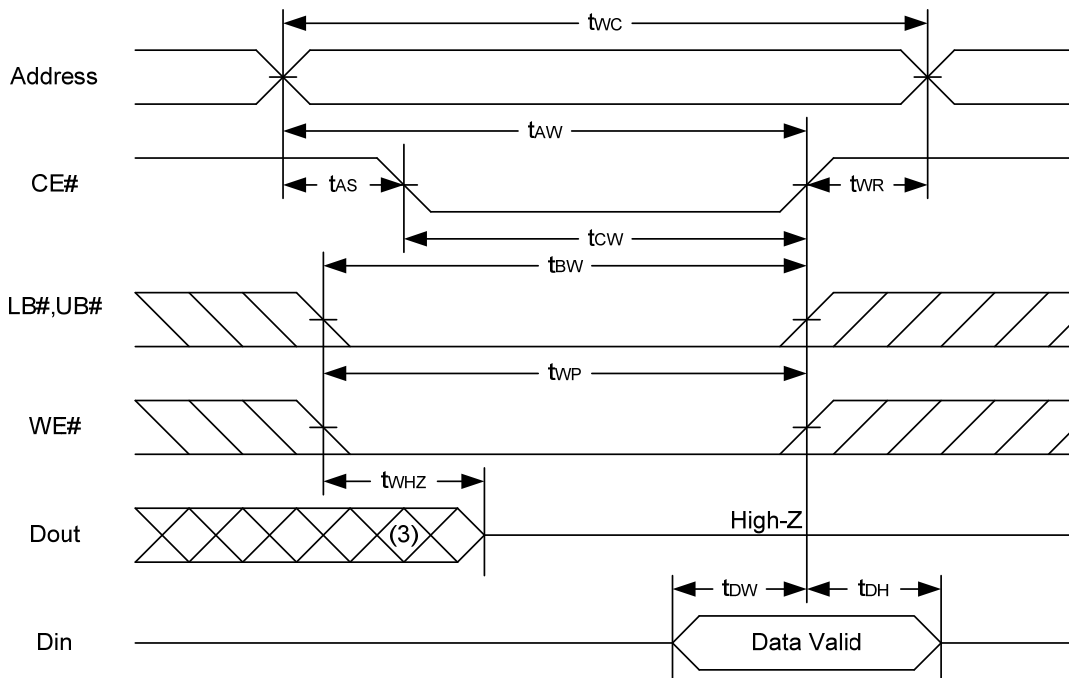 tWC
Address
tAW
CE#
tAS
tWR
tCW
tBW
LB#,UB#
tWP
WE#
tWHZ
Dout
(3)
High-Z
tDW
tDH
Din
Data Valid